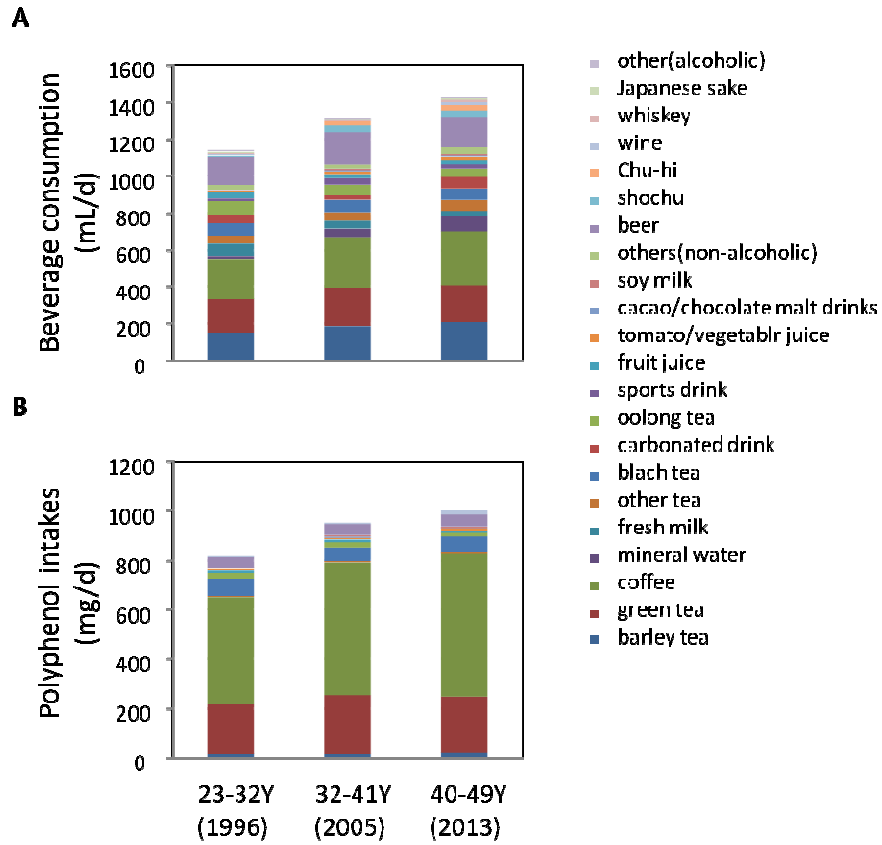 A
Beverage consumption
(mL/d)
1600
1400
1200
1000
800
600
400
200
0
other(alcoholic)
Japanese sake
whiskey
wine
Chu-hi
shochu
beer
others(non-alcoholic)
soy milk
cacao/chocolate malt drinks
tomato/vegetablr juice
fruit juice
sports drink
oolong tea
carbonated drink
blach tea
other tea
fresh milk
mineral water
coffee
green tea
barley tea
B
Polyphenol intakes
(mg/d)
1200
1000
800
600
400
200
0
23-32Y
(1996)
32-41Y
(2005)
40-49Y
(2013)